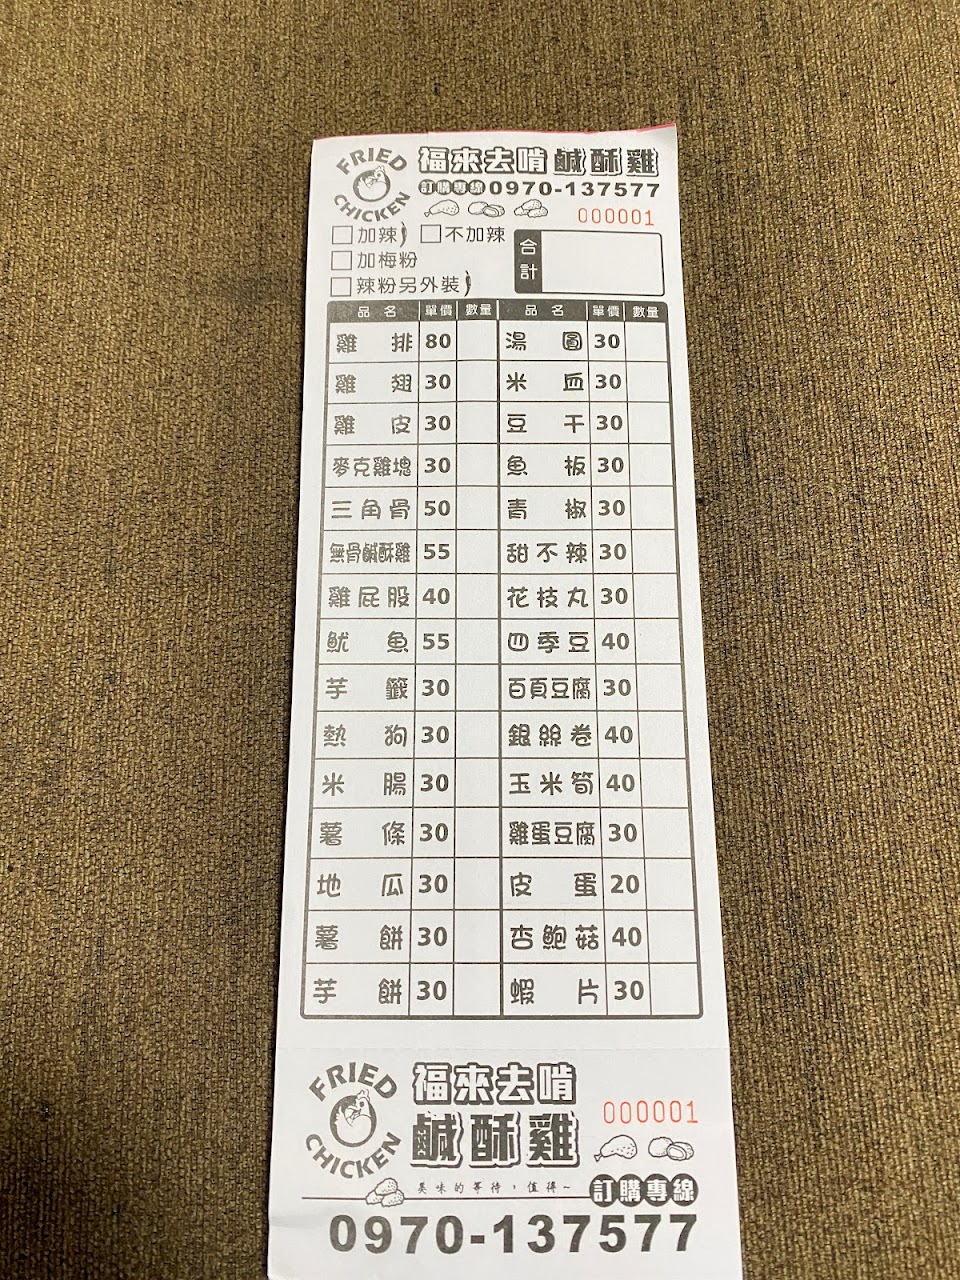 FRIED CHICKEN
福來去啃鹹酥雞
訂購專線 0970-137577
000001
□加辣 □不加辣
□加梅粉
□辣粉另外裝
合計
品名 單價 數量 品名 單價 數量
雞排 80 湯圓 30
雞翅 30 米血 30
雞皮 30 豆干 30
麥克雞塊 30 魚板 30
三角骨 50 青椒 30
無骨鹹酥雞 55 甜不辣 30
雞屁股 40 花枝丸 30
魷魚 55 四季豆 40
芋籤 30 百頁豆腐 30
熱狗 30 銀絲卷 40
米腸 30 玉米筍 40
薯條 30 雞蛋豆腐 30
地瓜 30 皮蛋 20
薯餅 30 杏鮑菇 40
芋餅 30 蝦片 30
FRIED CHICKEN
福來去啃
鹹酥雞
000001
美味的等待，值得~
訂購專線
0970-137577